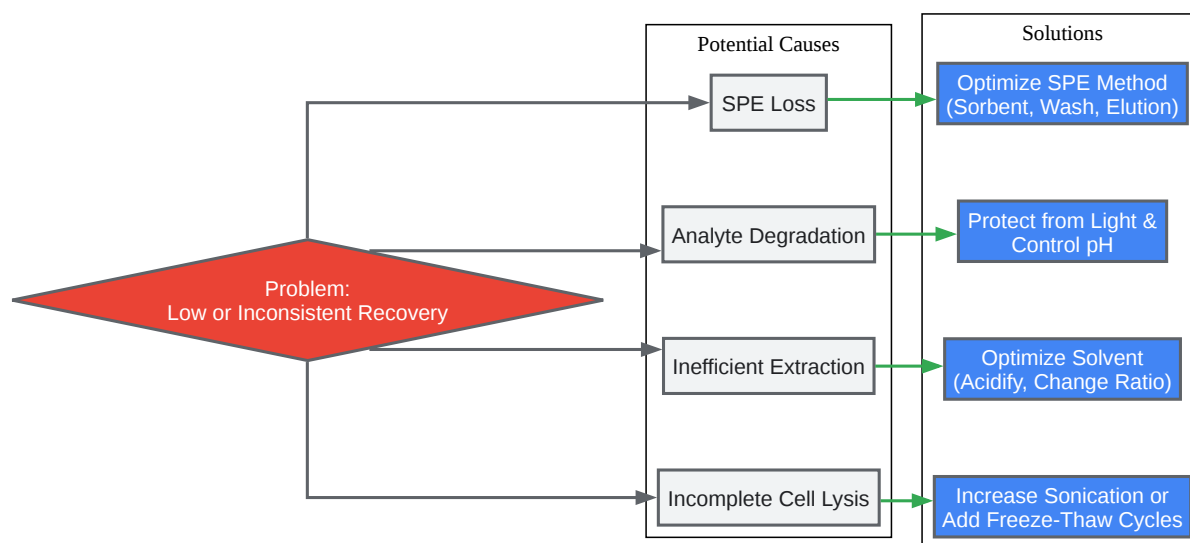 Potential Causes
Solutions
SPE Loss
Optimize SPE Method
(Sorbent, Wash, Elution)
Analyte Degradation
Protect from Light &
Control pH
Problem:
Low or Inconsistent Recovery
Inefficient Extraction
Optimize Solvent
(Acidify, Change Ratio)
Incomplete Cell Lysis
Increase Sonication or
Add Freeze-Thaw Cycles